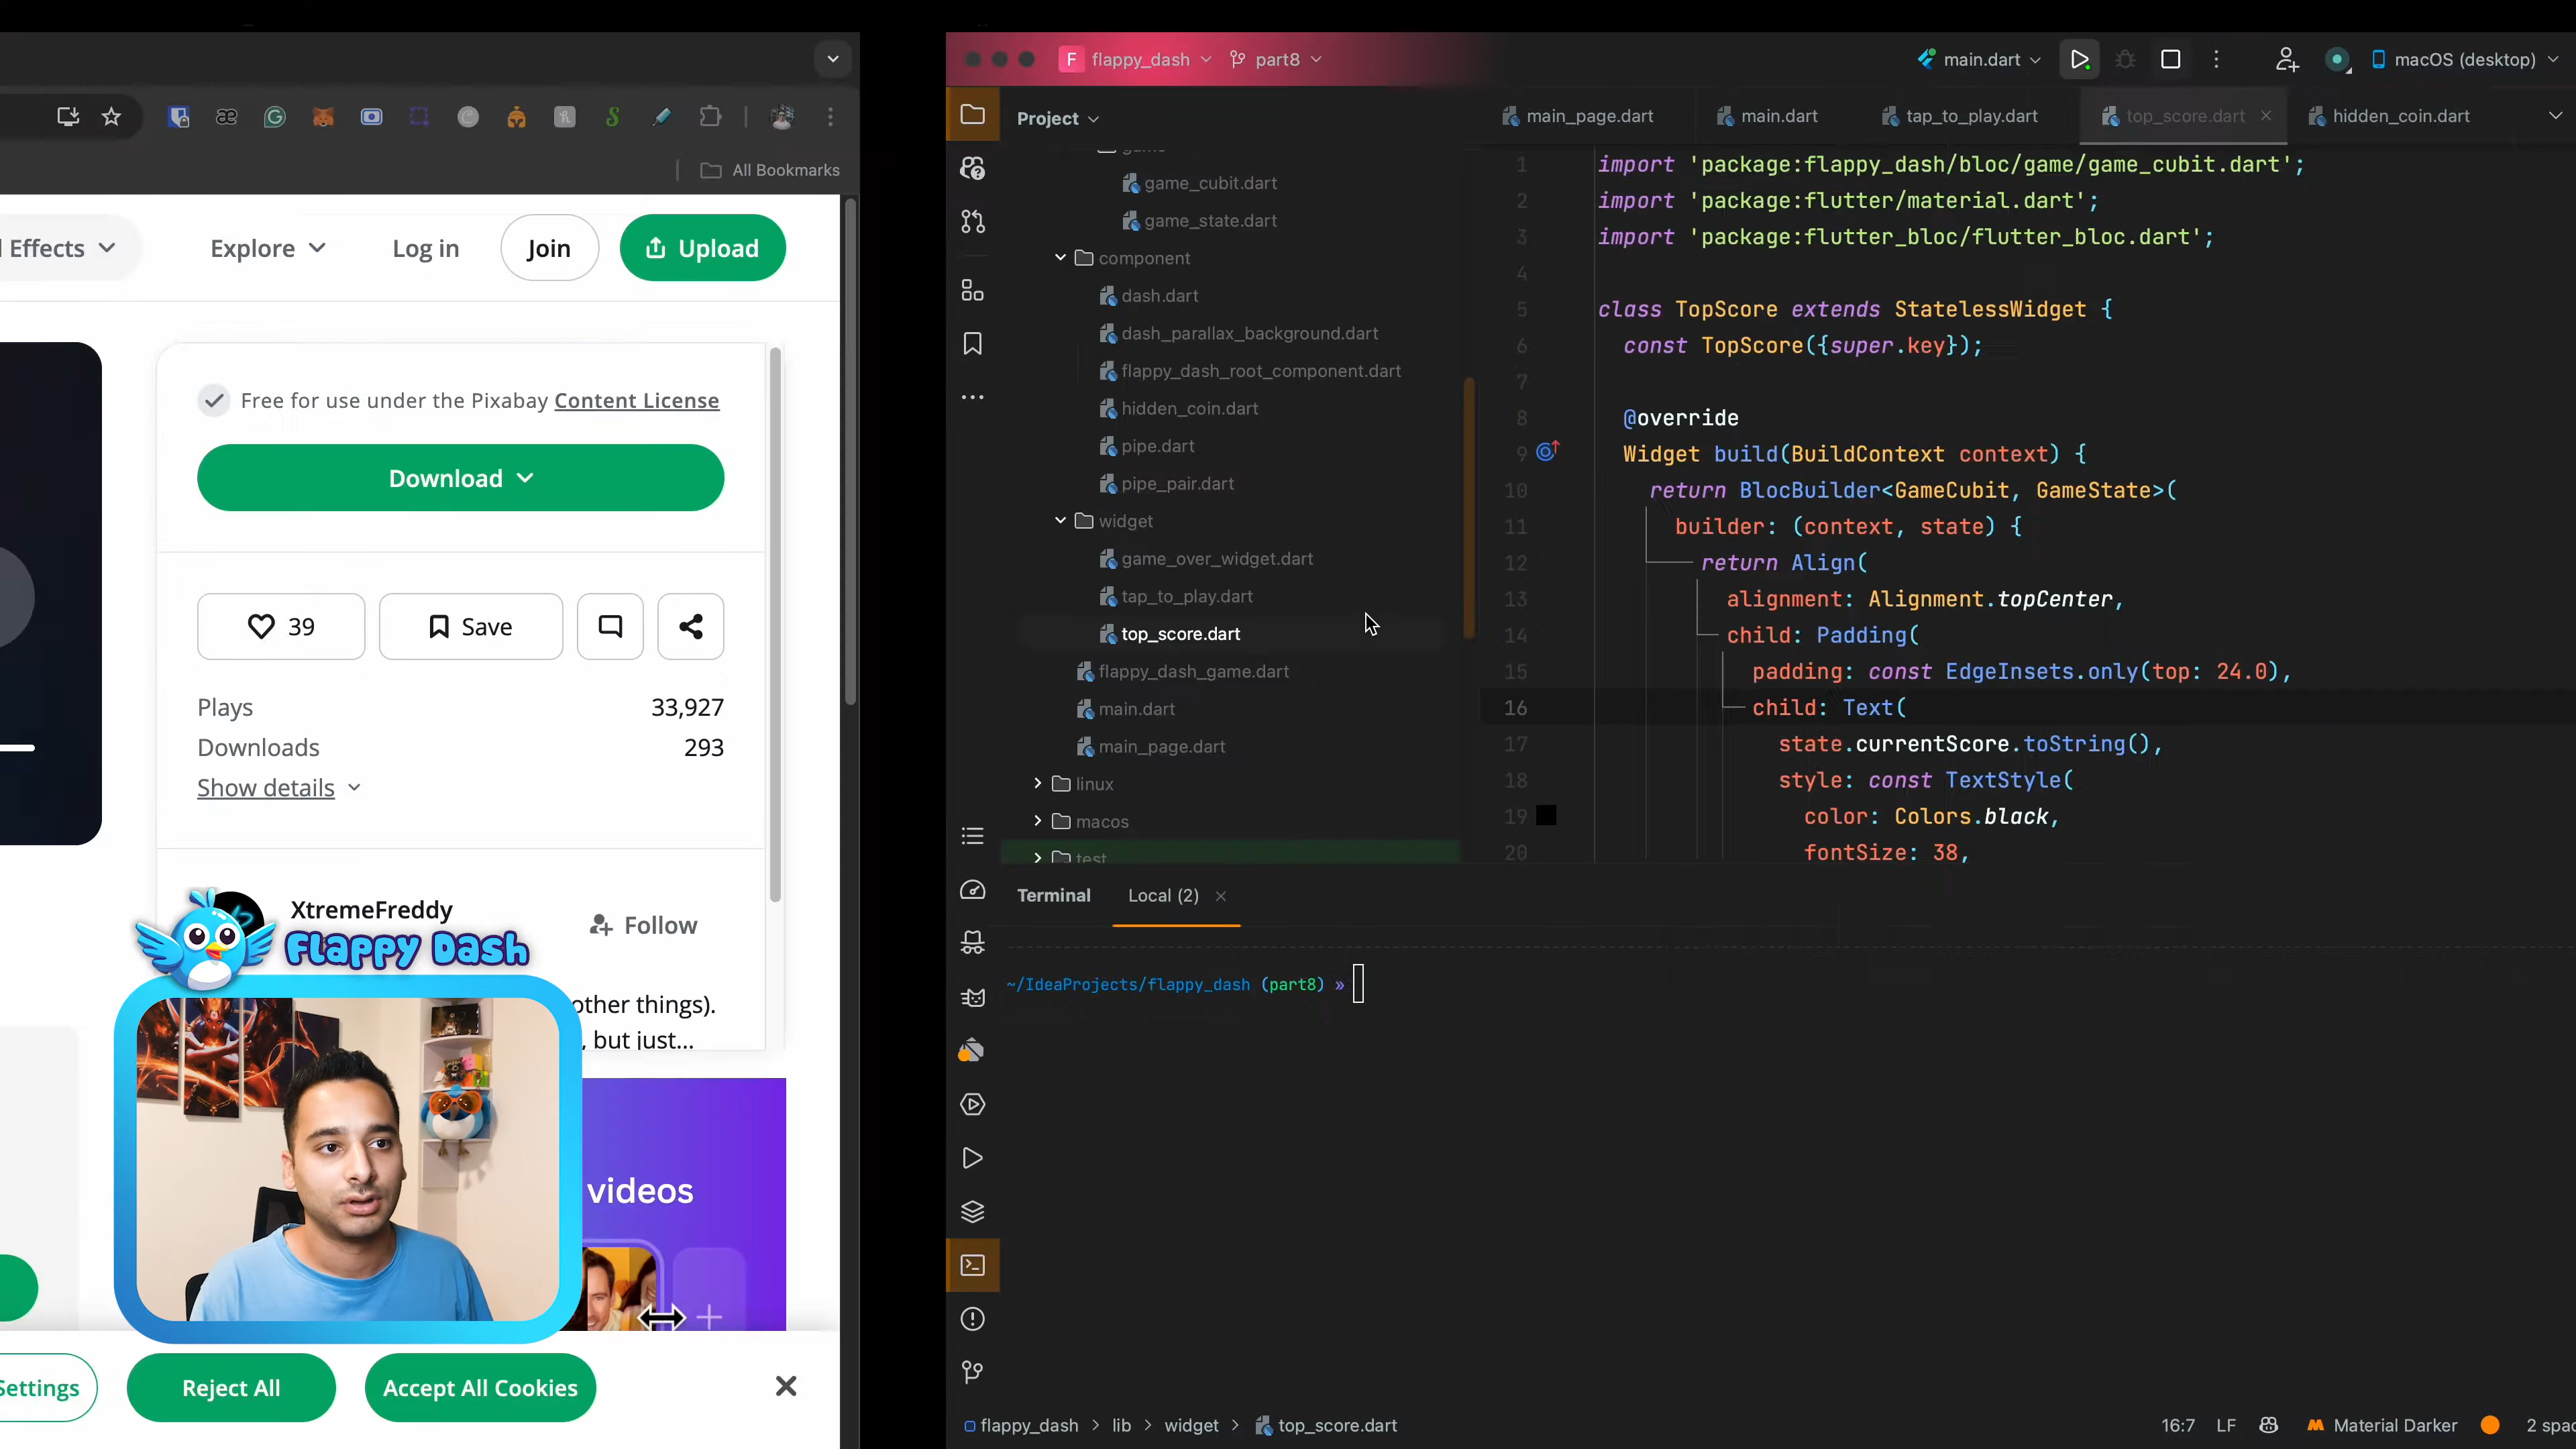 All Bookmarks
Effects
Explore
Log in
Join
Upload
Free for use under the Pixabay Content License
Download
39
Save
Plays
33,927
Downloads
293
Show details
XtremeFreddy
Follow
Flappy Dash
other things).
, but just...
videos
Settings
Reject All
Accept All Cookies
F flappy_dash
part8
main.dart
macOS (desktop)
Project
main_page.dart
main.dart
tap_to_play.dart
top_score.dart
hidden_coin.dart
game
game_cubit.dart
game_state.dart
component
dash.dart
dash_parallax_background.dart
flappy_dash_root_component.dart
hidden_coin.dart
pipe.dart
pipe_pair.dart
widget
game_over_widget.dart
tap_to_play.dart
top_score.dart
flappy_dash_game.dart
main.dart
main_page.dart
linux
macos
test
1 import 'package:flappy_dash/bloc/game/game_cubit.dart';
2 import 'package:flutter/material.dart';
3 import 'package:flutter_bloc/flutter_bloc.dart';
4
5 class TopScore extends StatelessWidget {
6 const TopScore({super.key});
7
8 @override
9 Widget build(BuildContext context) {
10 return BlocBuilder<GameCubit, GameState>(
11 builder: (context, state) {
12 return Align(
13 alignment: Alignment.topCenter,
14 child: Padding(
15 padding: const EdgeInsets.only(top: 24.0),
16 child: Text(
17 state.currentScore.toString(),
18 style: const TextStyle(
19 color: Colors.black,
20 fontSize: 38,
Terminal
Local (2)
~/IdeaProjects/flappy_dash (part8) »
flappy_dash > lib > widget > top_score.dart
16:7
LF
Material Darker
2 spac